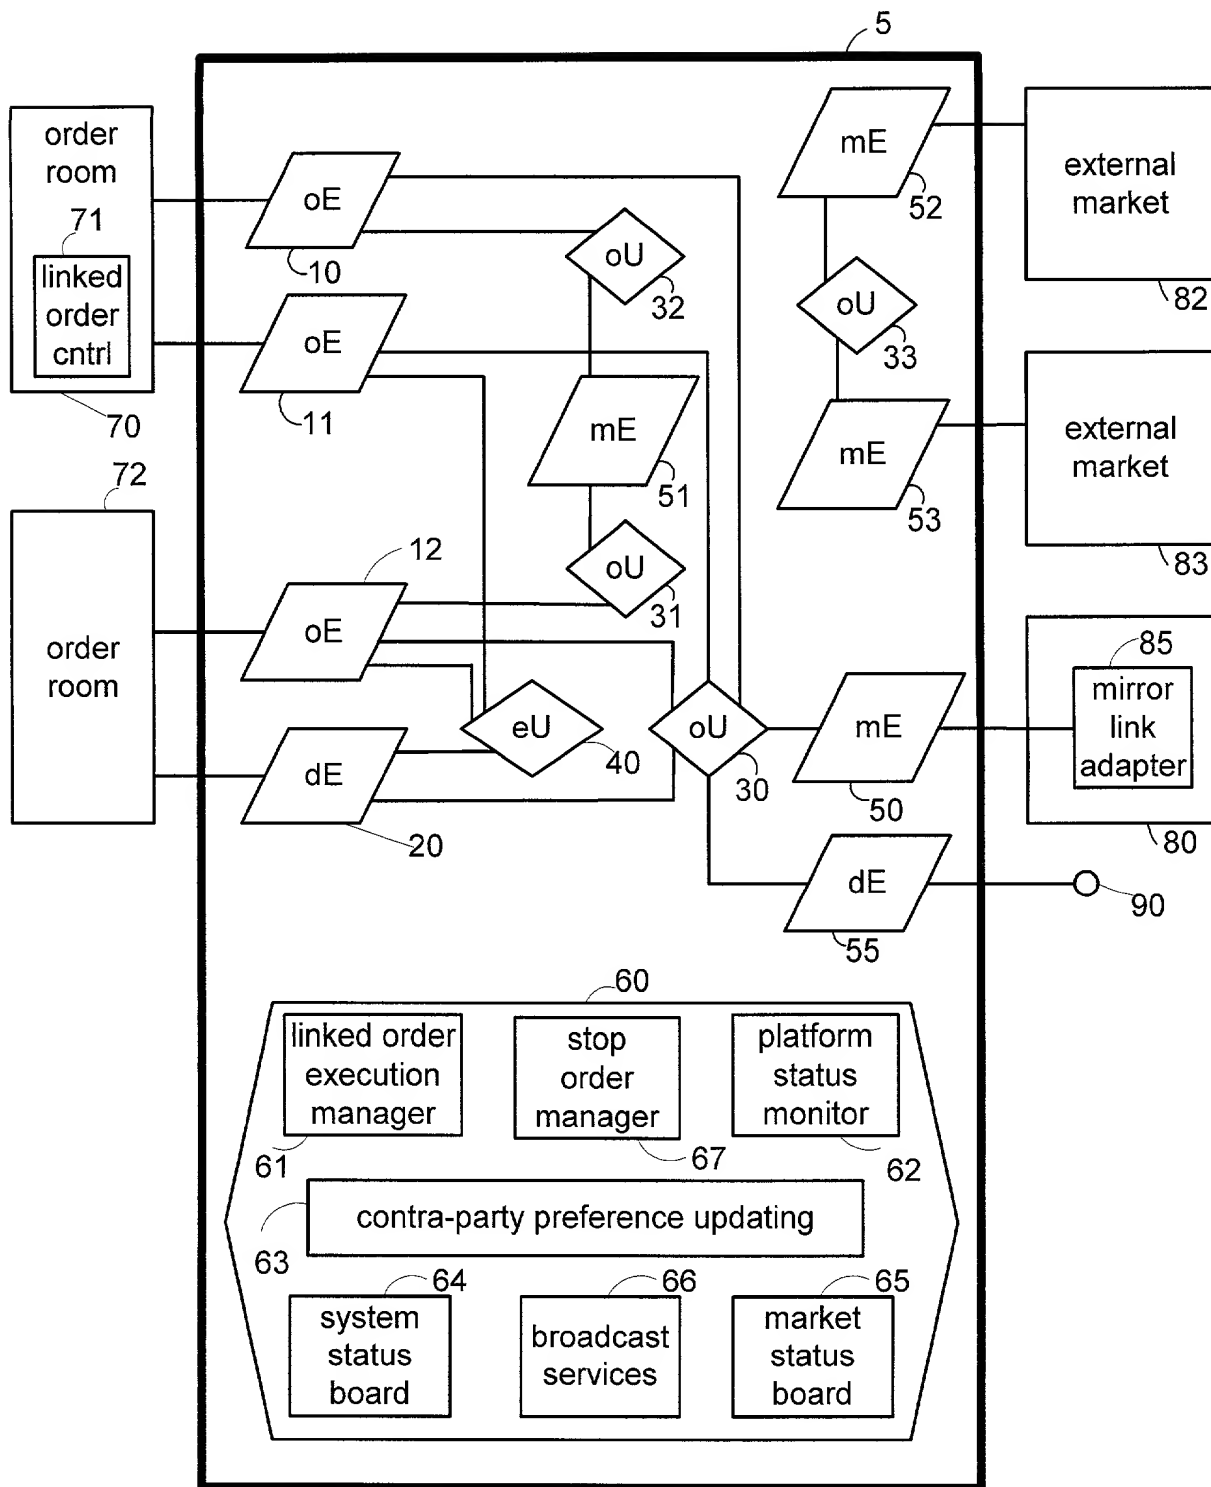 5
order
room
71
linked
order
cntrl
70
oE
10
oE
11
oU
32
mE
51
oU
31
mE
52
oU
33
mE
53
external
market
82
external
market
83
72
order
room
12
oE
dE
20
eU
40
oU
30
mE
50
85
mirror
link
adapter
80
dE
55
90
60
linked order
execution
manager
61
stop
order
manager
67
platform
status
monitor
62
contra-party preference updating
63
64
system
status
board
66
broadcast
services
65
market
status
board